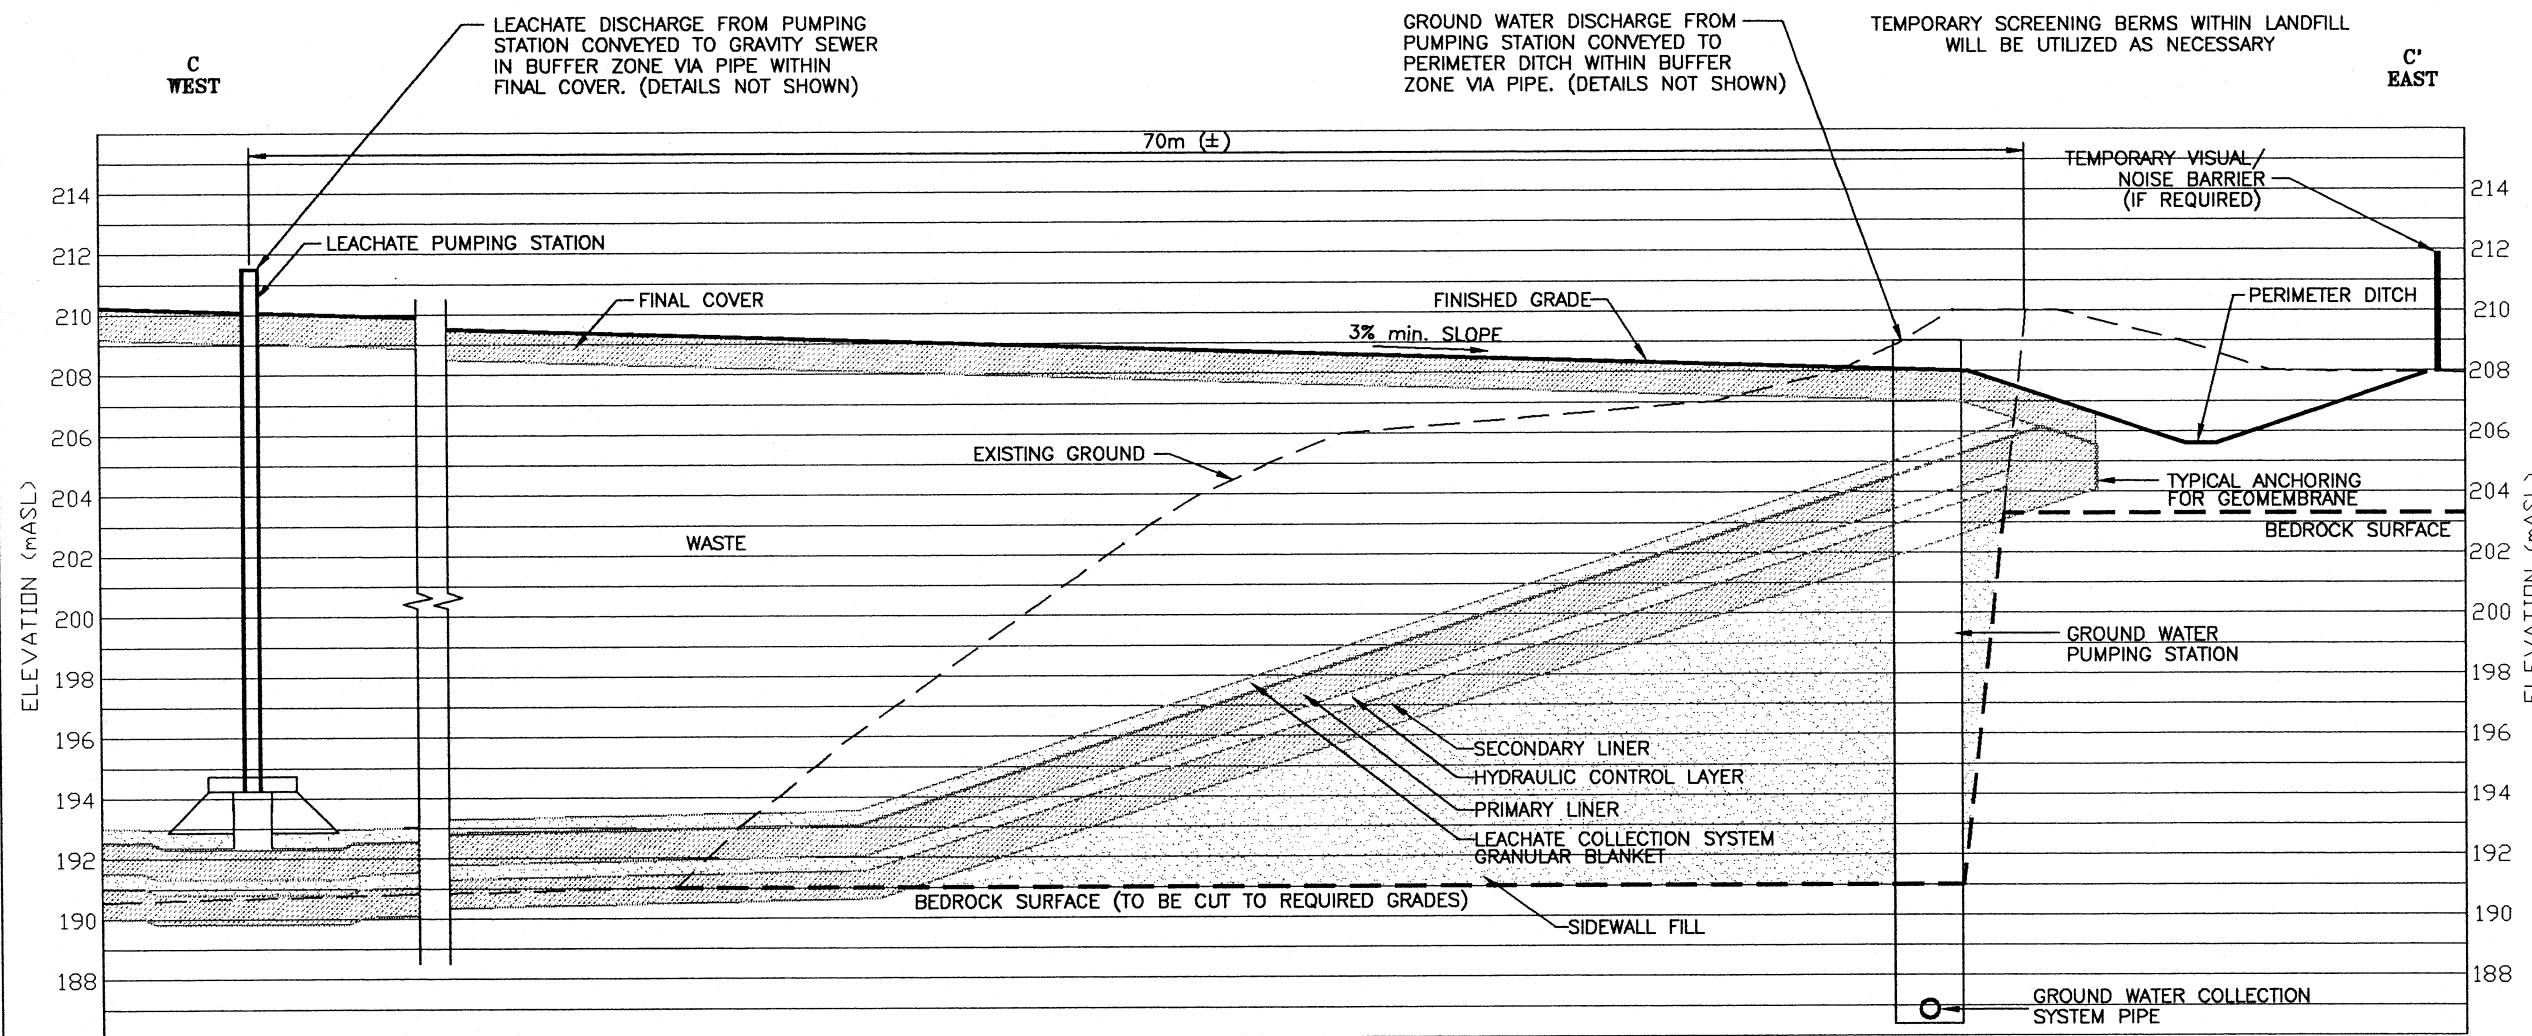 LEACHATE DISCHARGE FROM PUMPING
STATION CONVEYED TO GRAVITY SEWER
IN BUFFER ZONE VIA PIPE WITHIN
FINAL COVER. (DETAILS NOT SHOWN)
GROUND WATER DISCHARGE FROM
PUMPING STATION CONVEYED TO
PERIMETER DITCH WITHIN BUFFER
ZONE VIA PIPE. (DETAILS NOT SHOWN)
TEMPORARY SCREENING BERMS WITHIN LANDFILL
WILL BE UTILIZED AS NECESSARY
C
WEST
C'
EAST
70m (±)
TEMPORARY VISUAL/
NOISE BARRIER
(IF REQUIRED)
LEACHATE PUMPING STATION
FINAL COVER
FINISHED GRADE
3% min. SLOPE
PERIMETER DITCH
EXISTING GROUND
TYPICAL ANCHORING
FOR GEOMEMBRANE
BEDROCK SURFACE
WASTE
GROUND WATER
PUMPING STATION
SECONDARY LINER
HYDRAULIC CONTROL LAYER
PRIMARY LINER
LEACHATE COLLECTION SYSTEM
GRANULAR BLANKET
BEDROCK SURFACE (TO BE CUT TO REQUIRED GRADES)
SIDEWALL FILL
GROUND WATER COLLECTION
SYSTEM PIPE
ELEVATION (mASL)
214
212
210
208
206
204
202
200
198
196
194
192
190
188
214
212
210
208
206
204
202
200
198
196
194
192
190
188
ELEVATION (mASL)